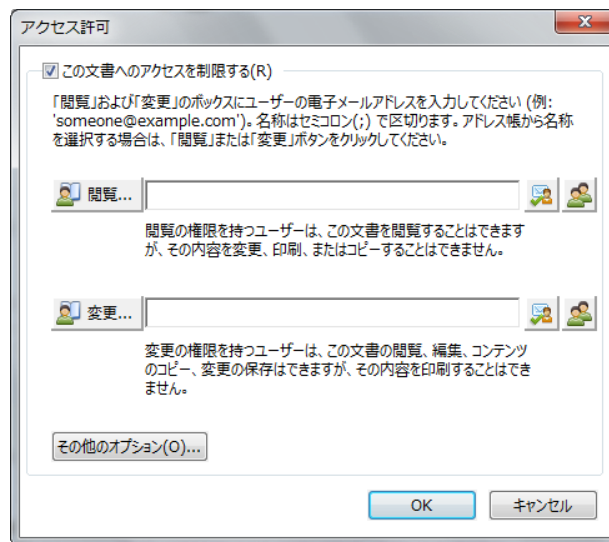 アクセス許可
この文書へのアクセスを制限する(R)
「閲覧」および「変更」のボックスにユーザーの電子メールアドレスを入力してください (例:
'someone@example.com')。名称はセミコロン(;) で区切ります。アドレス帳から名称
を選択する場合は、「閲覧」または「変更」ボタンをクリックしてください。
閲覧...
閲覧の権限を持つユーザーは、この文書を閲覧することはできます
が、その内容を変更、印刷、またはコピーすることはできません。
変更...
変更の権限を持つユーザーは、この文書の閲覧、編集、コンテンツ
のコピー、変更の保存はできますが、その内容を印刷することはでき
ません。
その他のオプション(O)...
OK
キャンセル